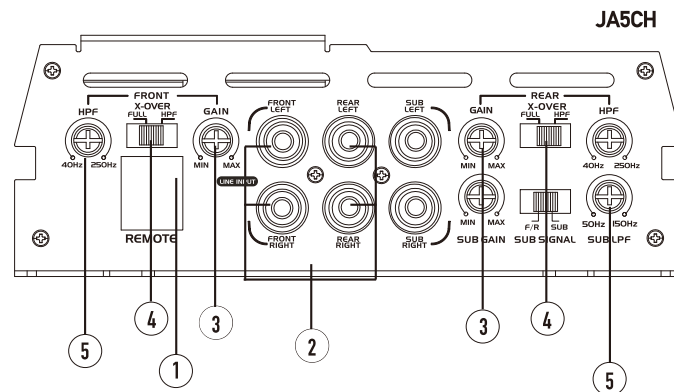 JA5CH
FRONT
REAR
HPF
X-OVER
FULL HPF
GAIN
FRONT LEFT
REAR LEFT
SUB LEFT
GAIN
X-OVER
FULL HPF
HPF
40Hz 250Hz
MIN MAX
MIN MAX
40Hz 250Hz
LINE INPUT
REMOTE
FRONT RIGHT
REAR RIGHT
SUB RIGHT
MIN MAX
SUB GAIN
F/R SUB
SUB SIGNAL
50Hz 150Hz
SUB LPF
5
4
1
3
2
3
4
5